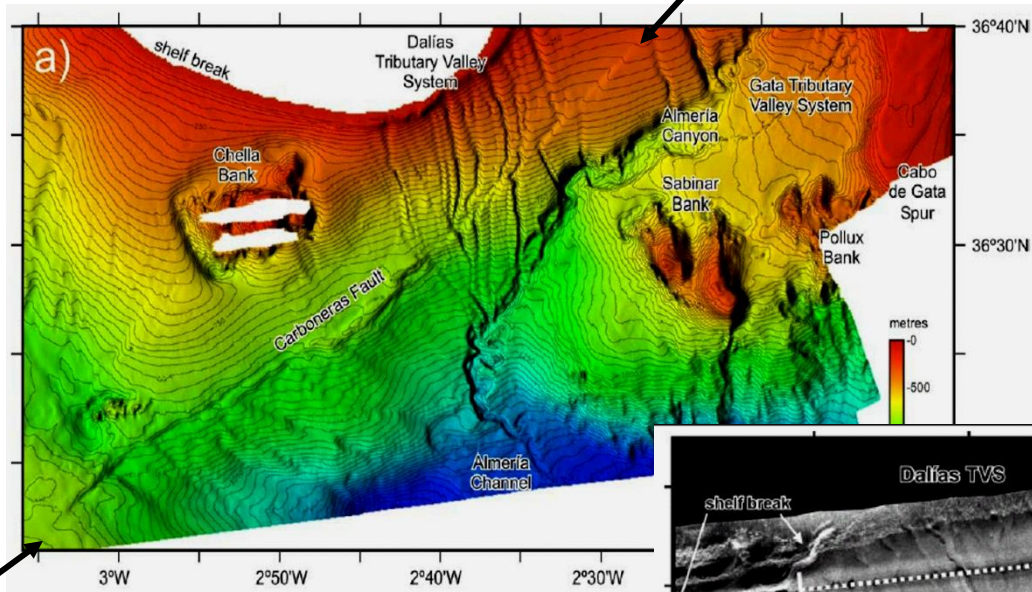 a)
shelf break
Dalías
Tributary Valley
System
Gata Tributary
Valley System
Almería
Canyon
Chella
Bank
Sabinar
Bank
Cabo
de Gata
Spur
Pollux
Bank
Carboneras Fault
Almería
Channel
36°40'N
36°30'N
metres
-0
-500
3°W
2°50'W
2°40'W
2°30'W
Dalías TVS
shelf break